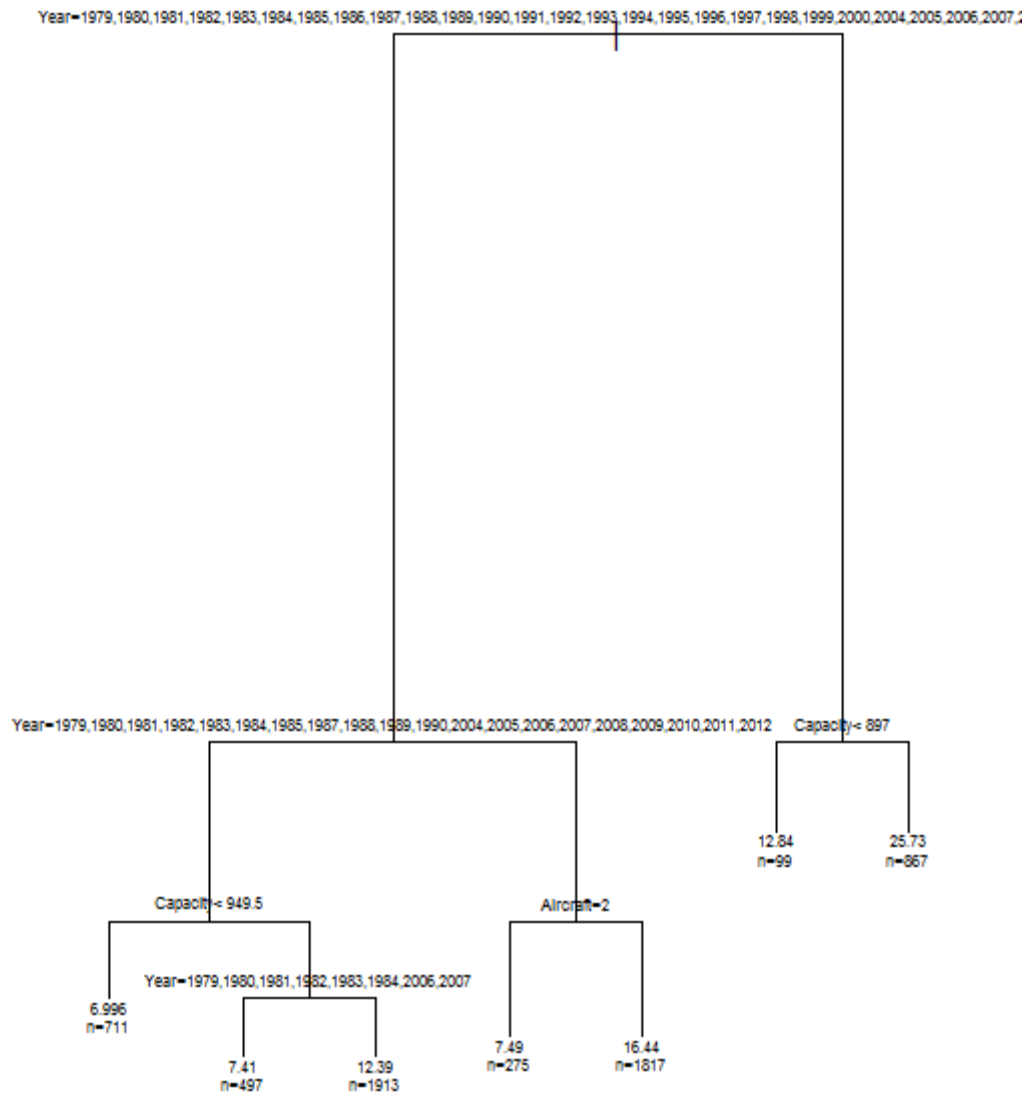 Year=1979,1980,1981,1982,1983,1984,1985,1986,1987,1988,1989,1990,1991,1992,1993,1994,1995,1996,1997,1998,1999,2000,2004,2005,2006,2007,2
Year=1979,1980,1981,1982,1983,1984,1985,1987,1988,1989,1990,2004,2005,2006,2007,2008,2009,2010,2011,2012
Capacity< 897
12.84
n=99
25.73
n=867
Capacity< 949.5
Aircraft=2
Year=1979,1980,1981,1982,1983,1984,2006,2007
6.996
n=711
7.41
n=497
12.39
n=1913
7.49
n=275
16.44
n=1817